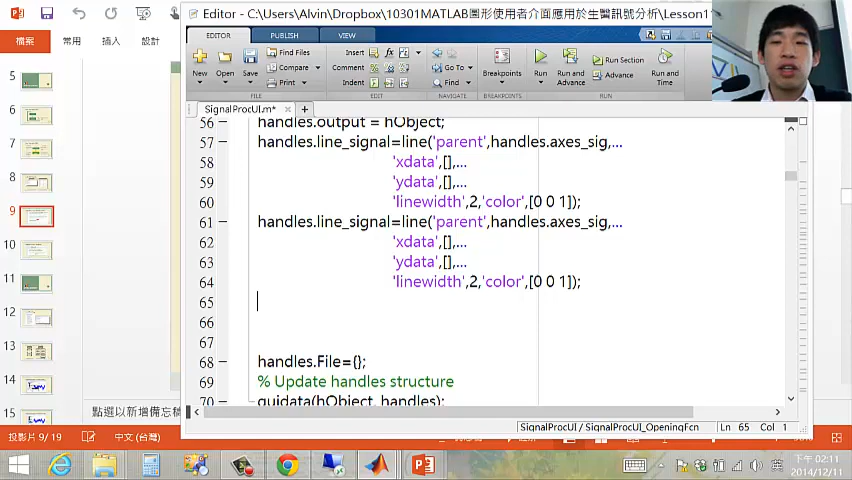 檔案
常用
插入
設計
5
6
7
8
9
10
11
12
13
14
15
點選以新增備忘稿
投影片 9/19
中文 (台灣)
Editor - C:\Users\Alvin\Dropbox\10301MATLAB圖形使用者介面應用於生醫訊號分析\Lesson1
EDITOR
PUBLISH
VIEW
New
Open
Save
Find Files
Compare
Print
FILE
Insert
Comment
Indent
fx
EDIT
Go To
Find
NAVIGATE
Breakpoints
BREAKPOINTS
Run
Run and
Advance
Run Section
Advance
Run and
Time
RUN
SignalProcUI.m*
56 handles.output = hObject;
57 handles.line_signal=line('parent',handles.axes_sig,...
58 'xdata',[],...
59 'ydata',[],...
60 'linewidth',2,'color',[0 0 1]);
61 handles.line_signal=line('parent',handles.axes_sig,...
62 'xdata',[],...
63 'ydata',[],...
64 'linewidth',2,'color',[0 0 1]);
65
66
67
68 handles.File={};
69 % Update handles structure
70 guidata(hObject, handles);
SignalProcUI / SignalProcUI_OpeningFcn
Ln 65 Col 1
英
下午 02:11
2014/12/11